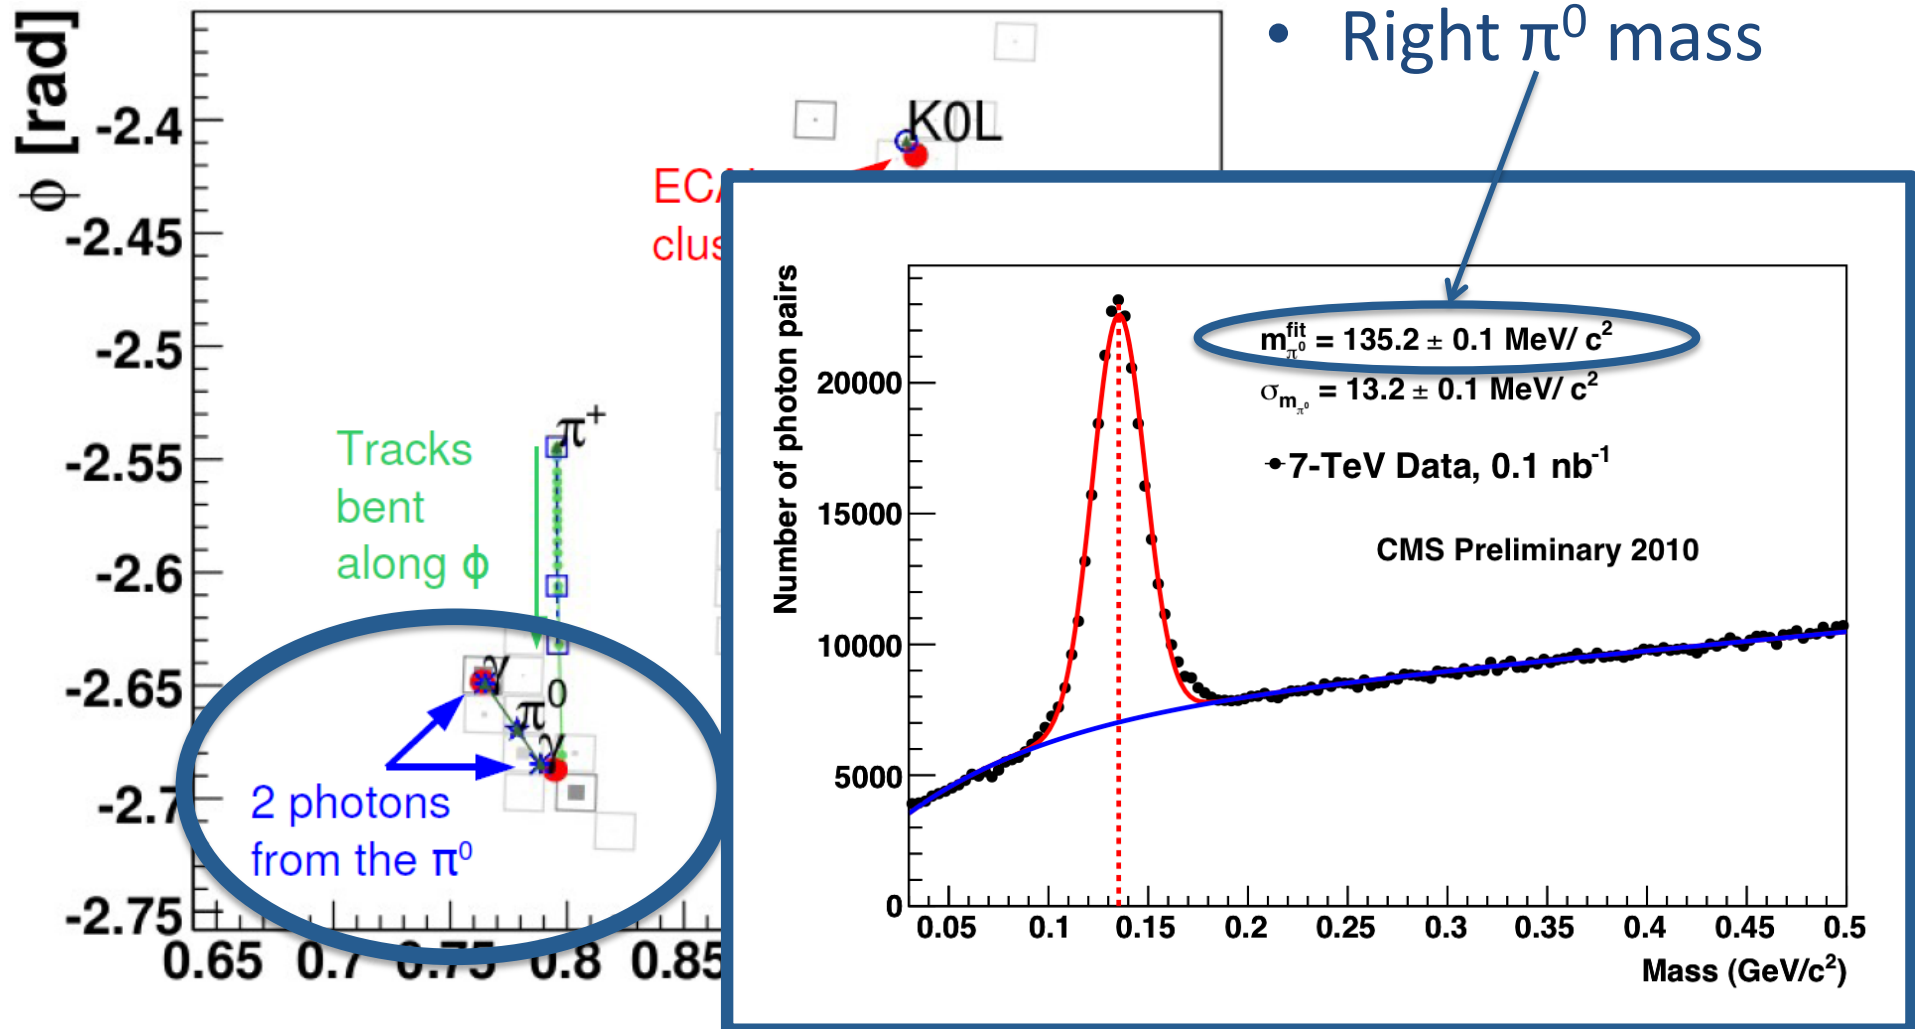 • Right π⁰ mass
ϕ [rad]
-2.4
-2.45
-2.5
-2.55
-2.6
-2.65
-2.7
-2.75
0.65 0.7 0.75 0.8 0.85
K0L
clus
π⁺
Tracks
bent
along ϕ
γ
π⁰
γ
2 photons
from the π⁰
Number of photon pairs
20000
15000
10000
5000
0
m^fit_π⁰ = 135.2 ± 0.1 MeV/ c²
σ_m_π⁰ = 13.2 ± 0.1 MeV/ c²
7-TeV Data, 0.1 nb⁻¹
CMS Preliminary 2010
0.05 0.1 0.15 0.2 0.25 0.3 0.35 0.4 0.45 0.5
Mass (GeV/c²)